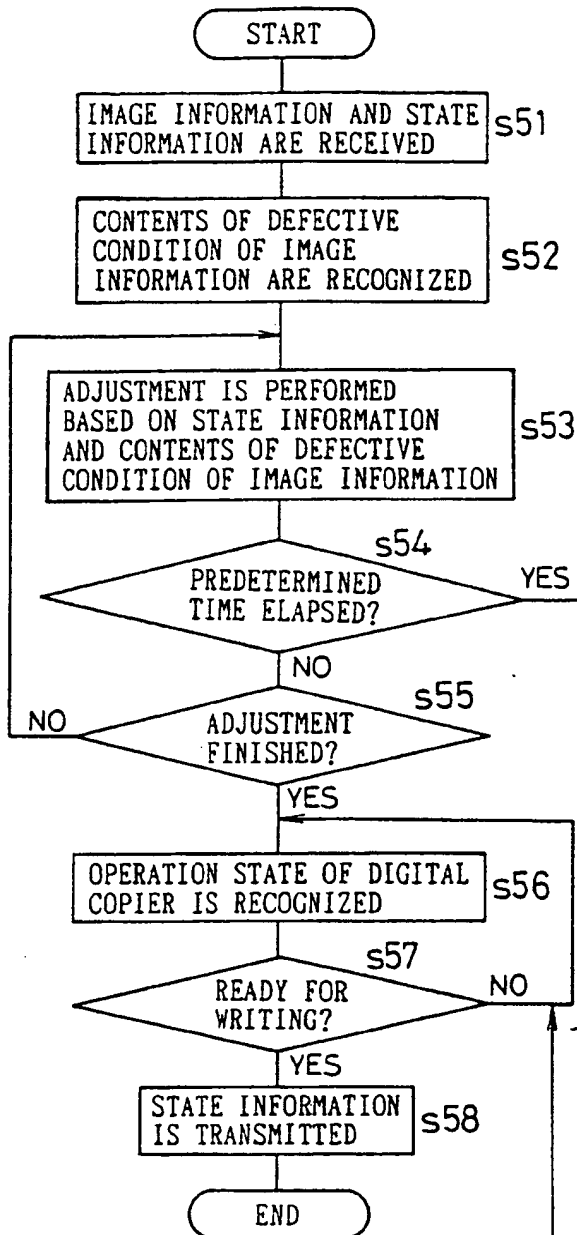 START
IMAGE INFORMATION AND STATE
INFORMATION ARE RECEIVED
s51
CONTENTS OF DEFECTIVE
CONDITION OF IMAGE
INFORMATION ARE RECOGNIZED
s52
ADJUSTMENT IS PERFORMED
BASED ON STATE INFORMATION
AND CONTENTS OF DEFECTIVE
CONDITION OF IMAGE INFORMATION
s53
s54
PREDETERMINED
TIME ELAPSED?
YES
NO
s55
NO
ADJUSTMENT
FINISHED?
YES
OPERATION STATE OF DIGITAL
COPIER IS RECOGNIZED
s56
s57
READY FOR
WRITING?
NO
YES
STATE INFORMATION
IS TRANSMITTED
s58
END